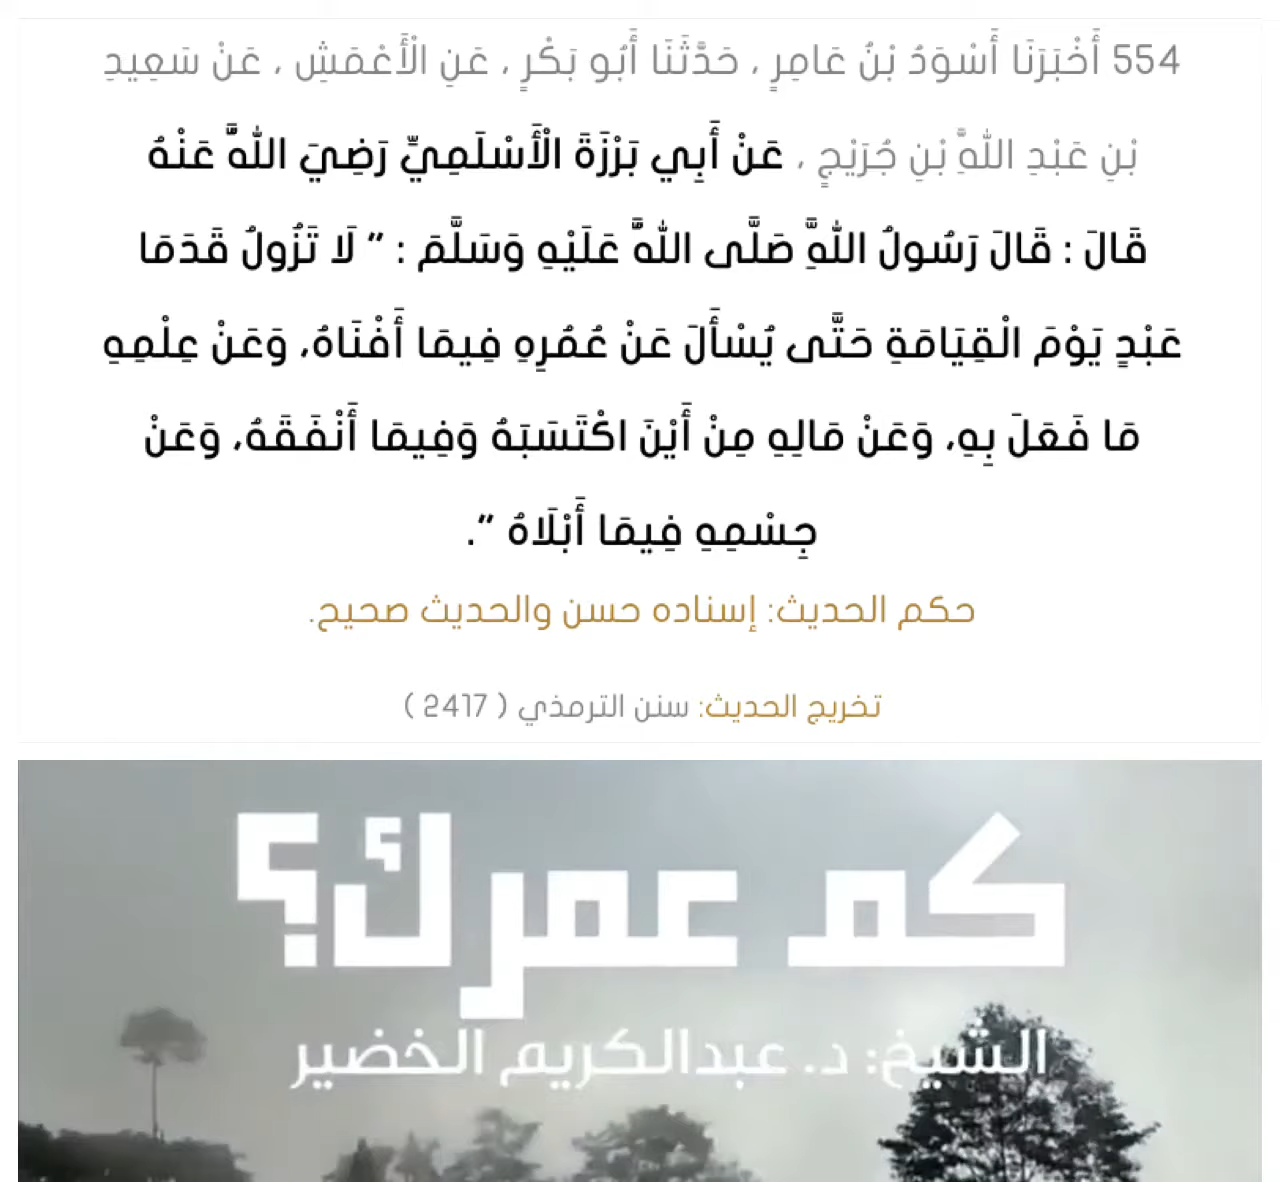 554 أَخْبَرَنَا أَسْوَدُ بْنُ عَامِرٍ ، حَدَّثَنَا أَبُو بَكْرٍ ، عَنِ الْأَعْمَشِ ، عَنْ سَعِيدِ
بْنِ عَبْدِ اللَّهِ بْنِ جُرَيْجٍ ، عَنْ أَبِي بَرْزَةَ الْأَسْلَمِيِّ رَضِيَ اللَّهُ عَنْهُ
قَالَ : قَالَ رَسُولُ اللَّهِ صَلَّى اللَّهُ عَلَيْهِ وَسَلَّمَ : " لَا تَزُولُ قَدَمَا
عَبْدٍ يَوْمَ الْقِيَامَةِ حَتَّى يُسْأَلَ عَنْ عُمُرِهِ فِيمَا أَفْنَاهُ، وَعَنْ عِلْمِهِ
مَا فَعَلَ بِهِ، وَعَنْ مَالِهِ مِنْ أَيْنَ اكْتَسَبَهُ وَفِيمَا أَنْفَقَهُ، وَعَنْ
جِسْمِهِ فِيمَا أَبْلَاهُ ".
حكم الحديث: إسناده حسن والحديث صحيح.
تخريج الحديث: سنن الترمذي ( 2417 )
كم عمرك؟
الشيخ: د. عبدالكريم الخضير